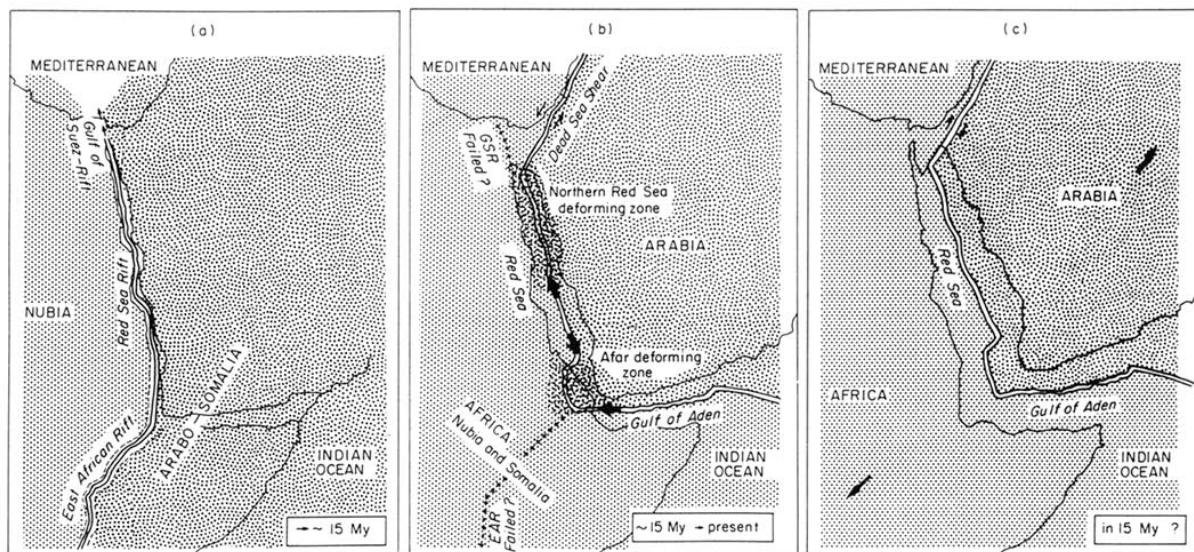 (a)
MEDITERRANEAN
Gulf of
Suez-Rift
NUBIA
Red Sea Rift
East African Rift
ARABO-SOMALIA
INDIAN
OCEAN
→ ~ 15 My
(b)
MEDITERRANEAN
Dead Sea Shear
GSR
Failed ?
Northern Red Sea
deforming zone
ARABIA
Red Sea
Afar deforming
zone
Gulf of Aden
AFRICA
Nubia and Somalia
INDIAN
OCEAN
EAR
Failed ?
~ 15 My → present
(c)
MEDITERRANEAN
ARABIA
Red Sea
AFRICA
Gulf of Aden
INDIAN
OCEAN
in 15 My ?